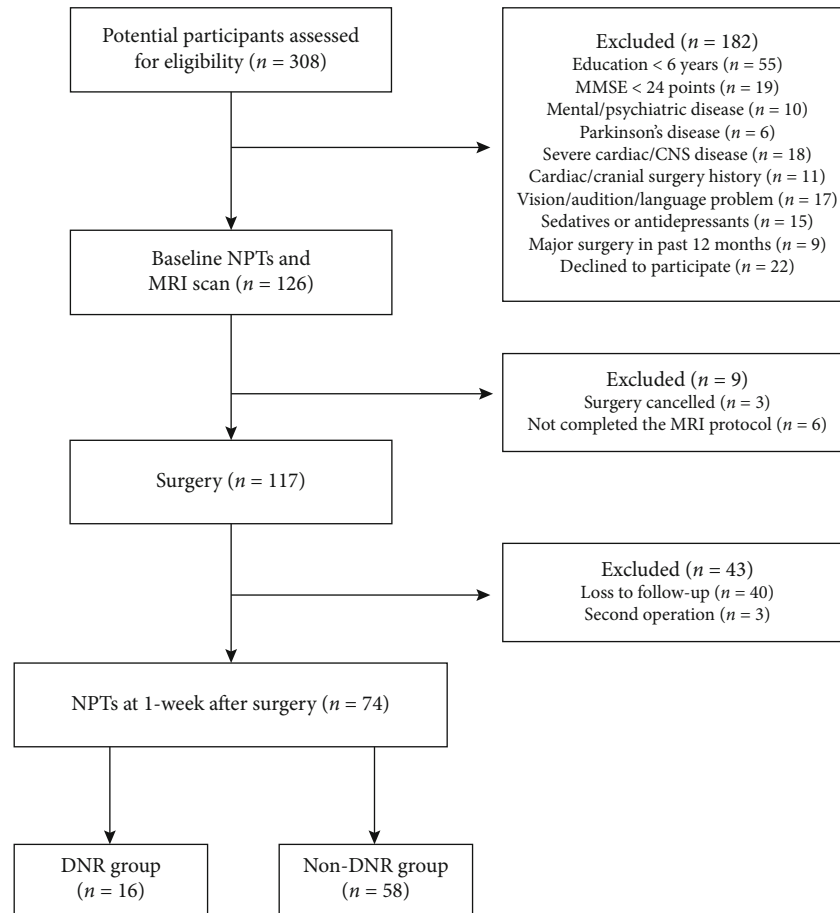 Potential participants assessed
for eligibility (n = 308)
Excluded (n = 182)
Education < 6 years (n = 55)
MMSE < 24 points (n = 19)
Mental/psychiatric disease (n = 10)
Parkinson's disease (n = 6)
Severe cardiac/CNS disease (n = 18)
Cardiac/cranial surgery history (n = 11)
Vision/audition/language problem (n = 17)
Sedatives or antidepressants (n = 15)
Major surgery in past 12 months (n = 9)
Declined to participate (n = 22)
Baseline NPTs and
MRI scan (n = 126)
Excluded (n = 9)
Surgery cancelled (n = 3)
Not completed the MRI protocol (n = 6)
Surgery (n = 117)
Excluded (n = 43)
Loss to follow-up (n = 40)
Second operation (n = 3)
NPTs at 1-week after surgery (n = 74)
DNR group
(n = 16)
Non-DNR group
(n = 58)